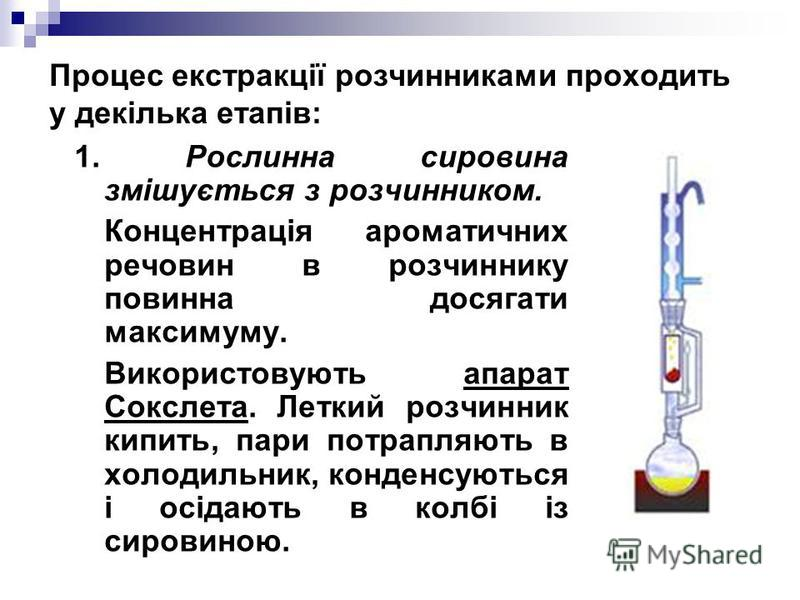 Процес екстракції розчинниками проходить
у декілька етапів:
1. Рослинна сировина
змішується з розчинником.
Концентрація ароматичних
речовин в розчиннику
повинна досягати
максимуму.
Використовують апарат
Сокслета. Леткий розчинник
кипить, пари потрапляють в
холодильник, конденсуються
і осідають в колбі із
сировиною.
MyShared